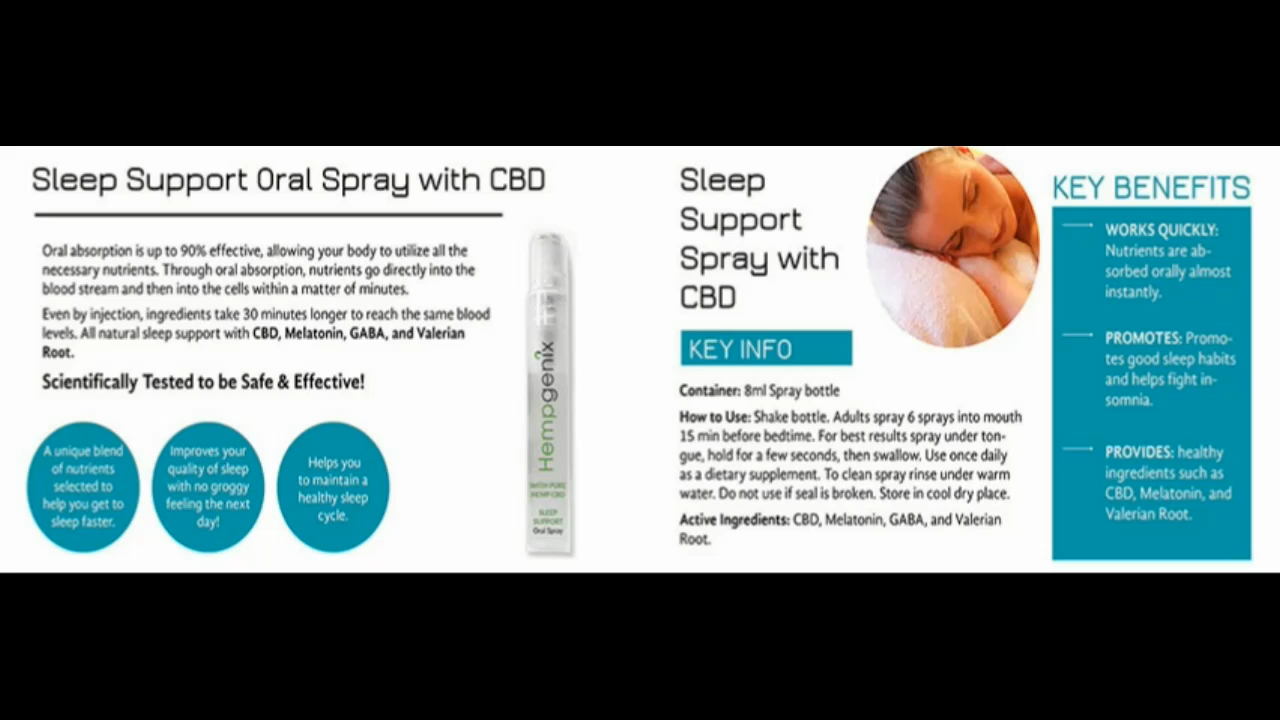 Sleep Support Oral Spray with CBD
Oral absorption is up to 90% effective, allowing your body to utilize all the
necessary nutrients. Through oral absorption, nutrients go directly into the
blood stream and then into the cells within a matter of minutes.
Even by injection, ingredients take 30 minutes longer to reach the same blood
levels. All natural sleep support with CBD, Melatonin, GABA, and Valerian
Root.
Scientifically Tested to be Safe & Effective!
A unique blend
of nutrients
selected to
help you get to
sleep faster.
Improves your
quality of sleep
with no groggy
feeling the next
day!
Helps you
to maintain a
healthy sleep
cycle.
Hempgenix
WITH PURE
HEMP CBD
SLEEP
SUPPORT
Oral Spray
Sleep
Support
Spray with
CBD
KEY INFO
Container: 8ml Spray bottle
How to Use: Shake bottle. Adults spray 6 sprays into mouth
15 min before bedtime. For best results spray under ton-
gue, hold for a few seconds, then swallow. Use once daily
as a dietary supplement. To clean spray rinse under warm
water. Do not use if seal is broken. Store in cool dry place.
Active Ingredients: CBD, Melatonin, GABA, and Valerian
Root.
KEY BENEFITS
WORKS QUICKLY:
Nutrients are ab-
sorbed orally almost
instantly.
PROMOTES: Promo-
tes good sleep habits
and helps fight in-
somnia.
PROVIDES: healthy
ingredients such as
CBD, Melatonin, and
Valerian Root.